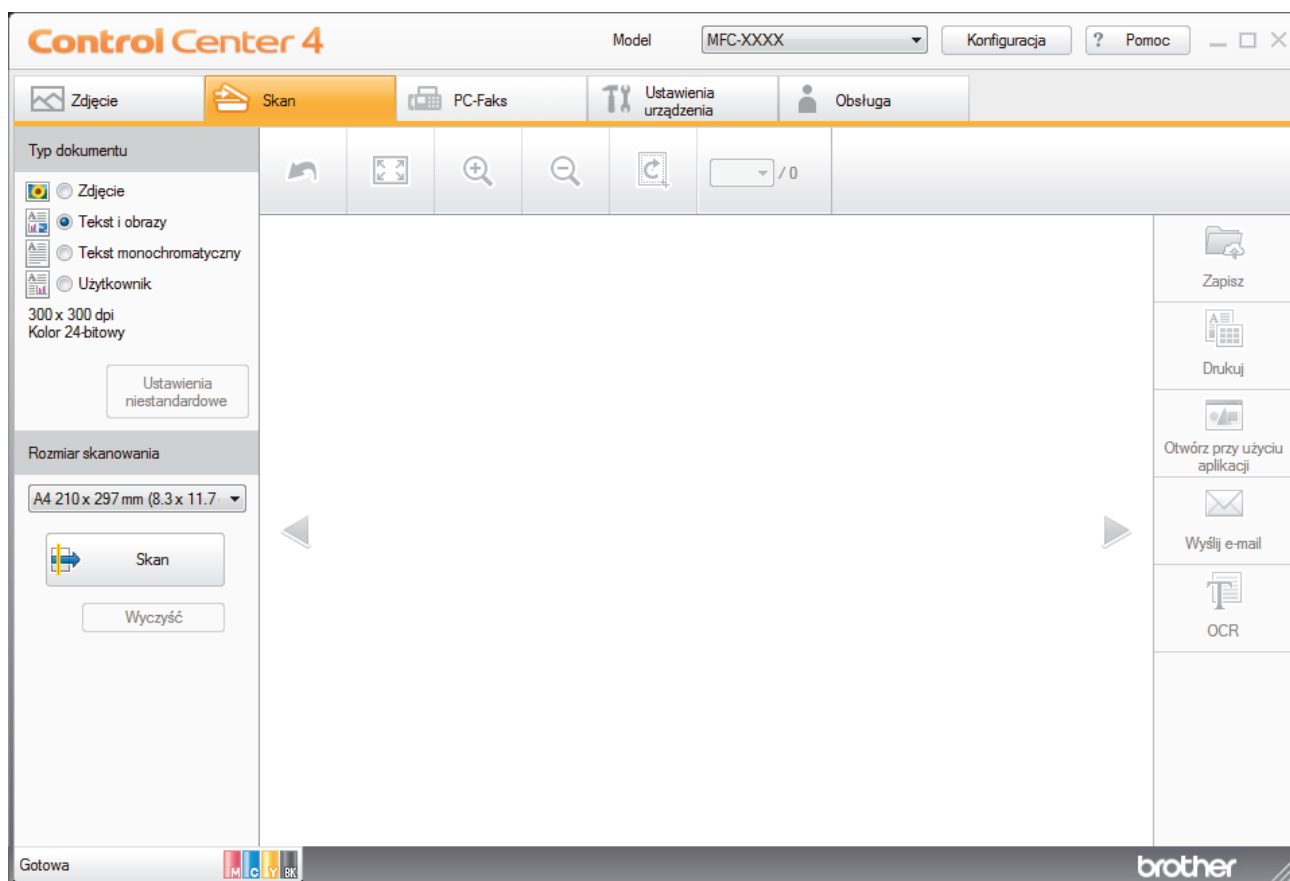 Control Center 4
Model
MFC-XXXX
Konfiguracja
? Pomoc
Zdjęcie
Skan
PC-Faks
Ustawienia
urządzenia
Obsługa
Typ dokumentu
/ 0
Zdjęcie
Tekst i obrazy
Tekst monochromatyczny
Użytkownik
300 x 300 dpi
Kolor 24-bitowy
Ustawienia
niestandardowe
Rozmiar skanowania
A4 210 x 297 mm (8.3 x 11.7
Skan
Wyczyść
Zapisz
Drukuj
Otwórz przy użyciu
aplikacji
Wyślij e-mail
OCR
Gotowa
M C Y BK
brother